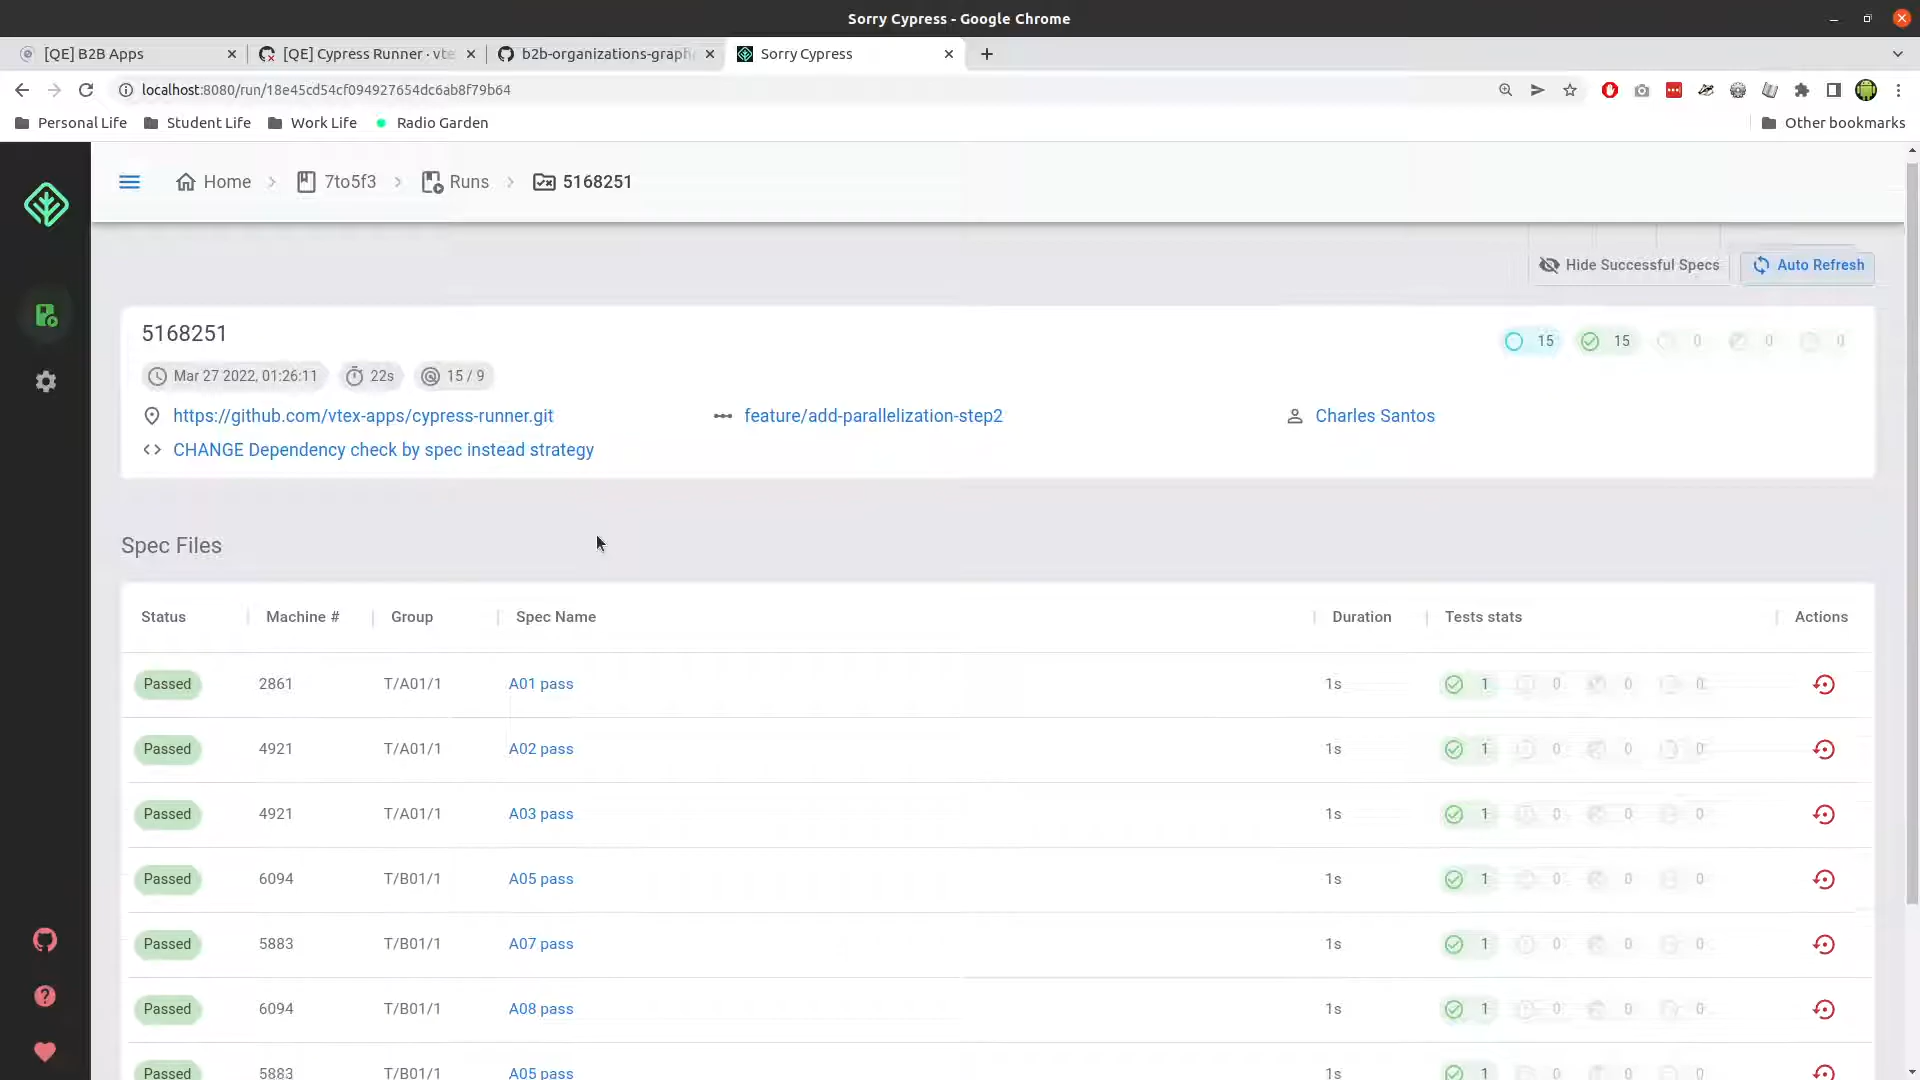 Sorry Cypress - Google Chrome
[QE] B2B Apps
[QE] Cypress Runner · vte
b2b-organizations-graph
Sorry Cypress
localhost:8080/run/18e45cd54cf094927654dc6ab8f79b64
Personal Life
Student Life
Work Life
Radio Garden
Other bookmarks
Home
7to5f3
Runs
5168251
Hide Successful Specs
Auto Refresh
5168251
15 15 0 0 0
Mar 27 2022, 01:26:11
22s
15 / 9
https://github.com/vtex-apps/cypress-runner.git
feature/add-parallelization-step2
Charles Santos
CHANGE Dependency check by spec instead strategy
Spec Files
Status Machine # Group Spec Name Duration Tests stats Actions
Passed 2861 T/A01/1 A01 pass 1s 1 0 0 0
Passed 4921 T/A01/1 A02 pass 1s 1 0 0 0
Passed 4921 T/A01/1 A03 pass 1s 1 0 0 0
Passed 6094 T/B01/1 A05 pass 1s 1 0 0 0
Passed 5883 T/B01/1 A07 pass 1s 1 0 0 0
Passed 6094 T/B01/1 A08 pass 1s 1 0 0 0
Passed 5883 T/B01/1 A05 pass 1s 1 0 0 0